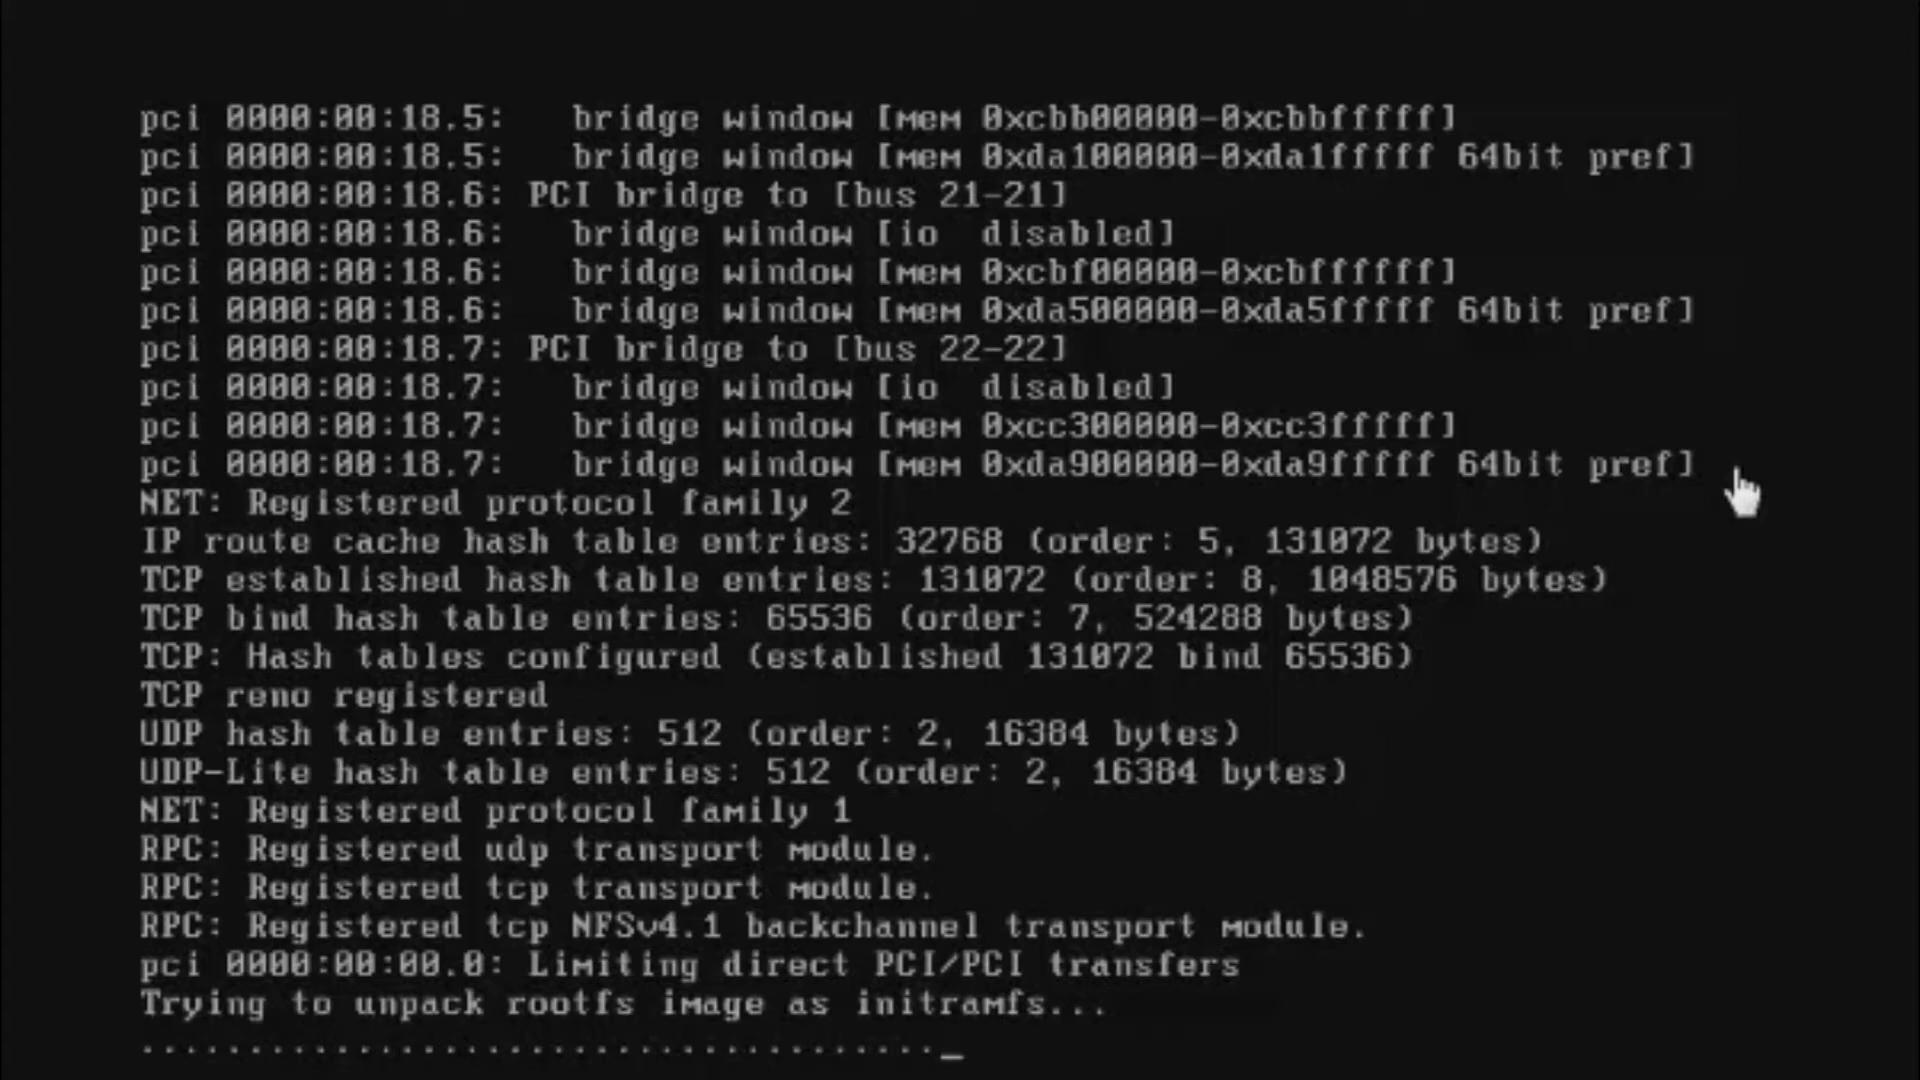 pci 0000:00:18.5:   bridge window [mem 0xcbb00000-0xcbbfffff]
pci 0000:00:18.5:   bridge window [mem 0xda100000-0xda1fffff 64bit pref]
pci 0000:00:18.6: PCI bridge to [bus 21-21]
pci 0000:00:18.6:   bridge window [io  disabled]
pci 0000:00:18.6:   bridge window [mem 0xcbf00000-0xcbffffff]
pci 0000:00:18.6:   bridge window [mem 0xda500000-0xda5fffff 64bit pref]
pci 0000:00:18.7: PCI bridge to [bus 22-22]
pci 0000:00:18.7:   bridge window [io  disabled]
pci 0000:00:18.7:   bridge window [mem 0xcc300000-0xcc3fffff]
pci 0000:00:18.7:   bridge window [mem 0xda900000-0xda9fffff 64bit pref]
NET: Registered protocol family 2
IP route cache hash table entries: 32768 (order: 5, 131072 bytes)
TCP established hash table entries: 131072 (order: 8, 1048576 bytes)
TCP bind hash table entries: 65536 (order: 7, 524288 bytes)
TCP: Hash tables configured (established 131072 bind 65536)
TCP reno registered
UDP hash table entries: 512 (order: 2, 16384 bytes)
UDP-Lite hash table entries: 512 (order: 2, 16384 bytes)
NET: Registered protocol family 1
RPC: Registered udp transport module.
RPC: Registered tcp transport module.
RPC: Registered tcp NFSv4.1 backchannel transport module.
pci 0000:00:00.0: Limiting direct PCI/PCI transfers
Trying to unpack rootfs image as initramfs...
....................................._